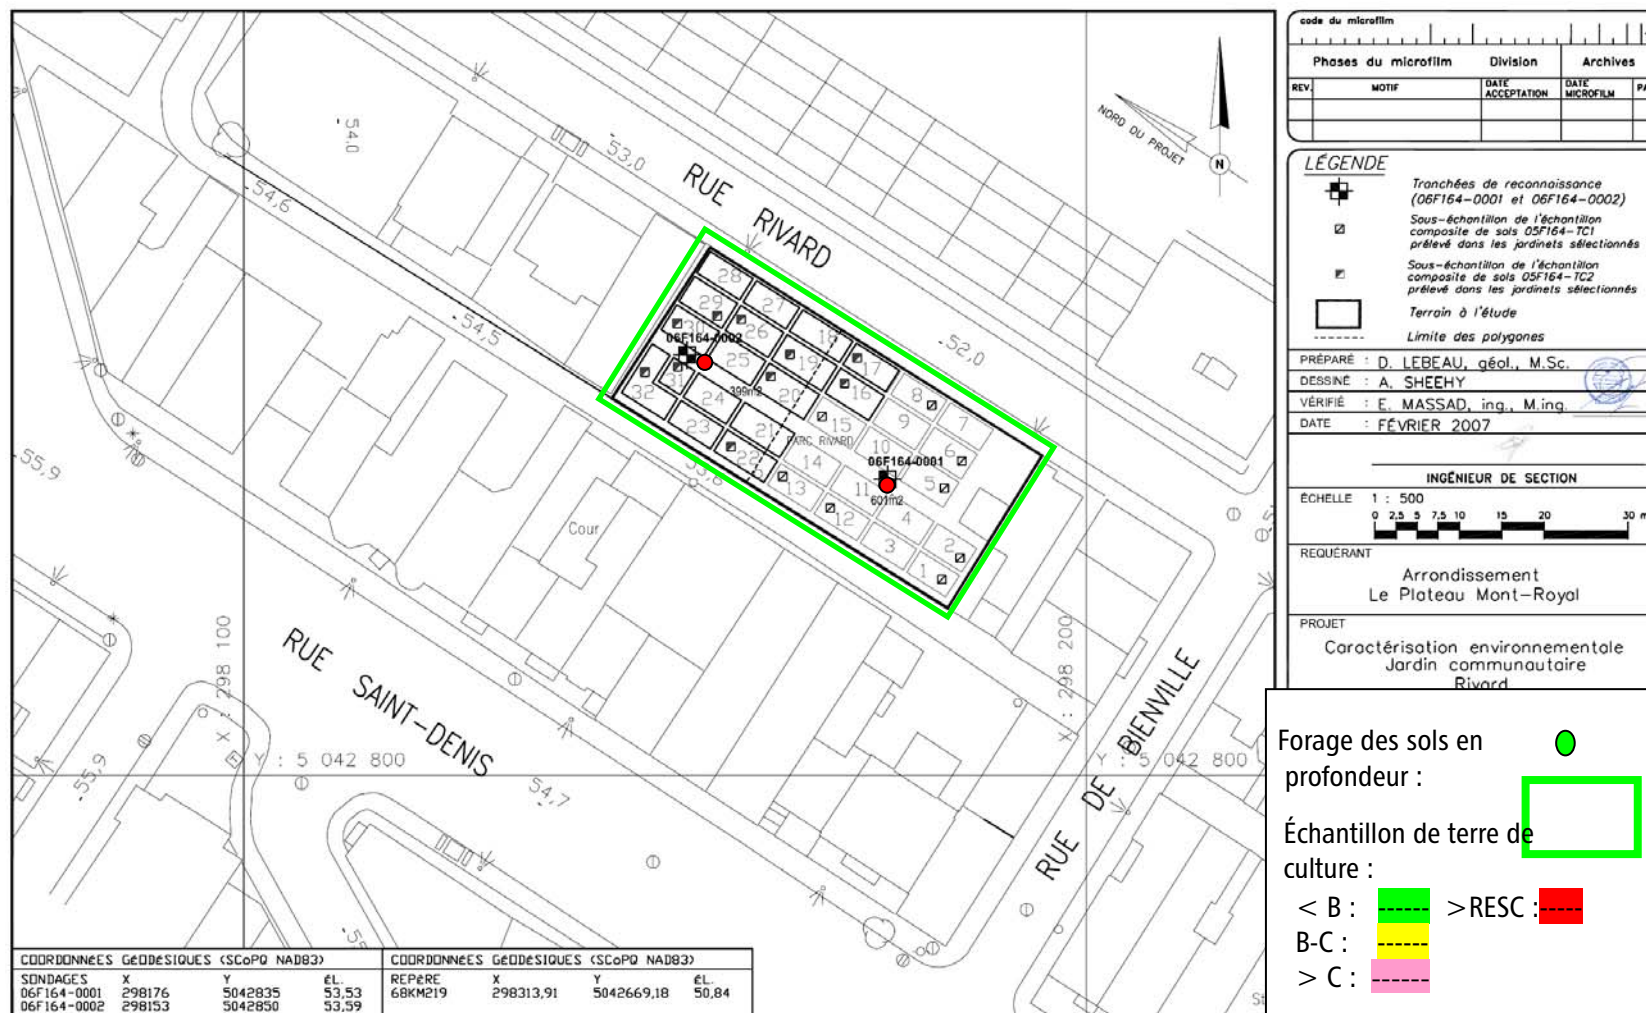 code du microfilm
Phases du microfilm
Division
Archives
REV.
MOTIF
DATE ACCEPTATION
DATE MICROFILM
LÉGENDE
Tranchées de reconnaissance
(06F164-0001 et 06F164-0002)
Sous-échantillon de l'échantillon
composite de sols 05F164-TC1
prélevé dans les jardinets sélectionnés
Sous-échantillon de l'échantillon
composite de sols 05F164-TC2
prélevé dans les jardinets sélectionnés
Terrain à l'étude
Limite des polygones
PRÉPARÉ : D. LEBEAU, géol., M.Sc.
DESSINÉ : A. SHEEHY
VÉRIFIÉ : E. MASSAD, ing., M.ing.
DATE : FÉVRIER 2007
INGÉNIEUR DE SECTION
ÉCHELLE 1 : 500
0 2,5 5 7,5 10 15 20 30 m
REQUÉRANT
Arrondissement
Le Plateau Mont-Royal
PROJET
Caractérisation environnementale
Jardin communautaire
Rivard
Forage des sols en
profondeur :
Échantillon de terre de
culture :
< B : ------ >RESC : -----
B-C : ------
> C : ------
NORD DU PROJET
N
RUE RIVARD
RUE SAINT-DENIS
RUE DE BIENVILLE
54,0
53,0
54,6
54,5
52,0
55,9
53,8
55,9
54,7
Cour
PARC RIVARD
X : 298 100
X : 298 200
Y : 5 042 800
Y : 5 042 800
28
29
27
30
26
18
06F164-0002
25
19
17
31
399m2
20
16
32
24
8
7
23
21
15
9
22
14
10
6
06F164-0001
13
11
5
601m2
12
4
3
2
1
COORDONNÉES GÉODÉSIQUES (SCoPQ NAD83)
SONDAGES X Y ÉL.
06F164-0001 298176 5042835 53,53
06F164-0002 298153 5042850 53,59
COORDONNÉES GÉODÉSIQUES (SCoPQ NAD83)
REPÈRE X Y ÉL.
68KM219 298313,91 5042669,18 50,84